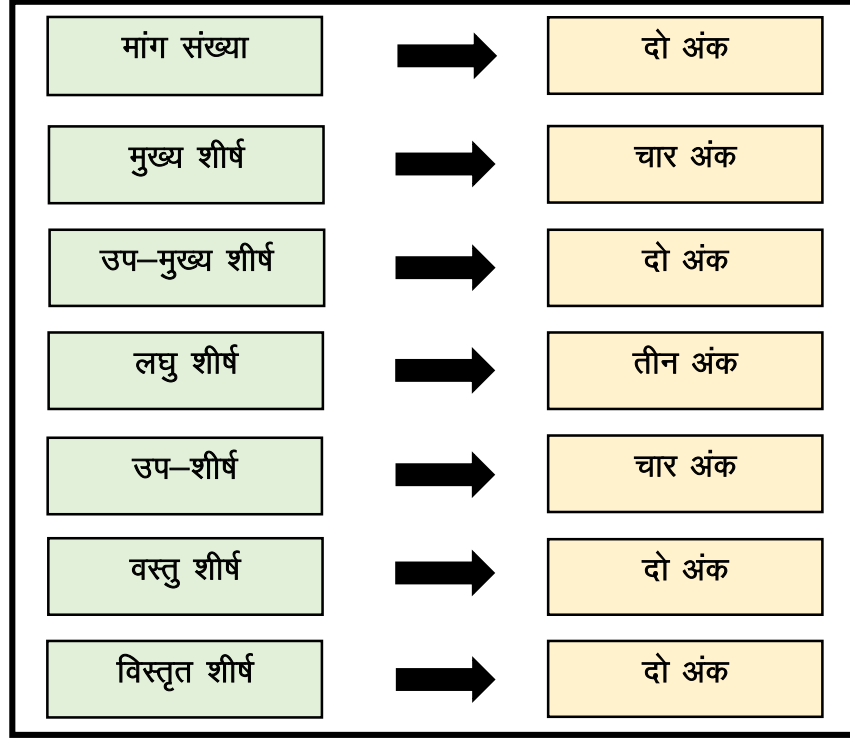 मांग संख्या दो अंक
मुख्य शीर्ष चार अंक
उप–मुख्य शीर्ष दो अंक
लघु शीर्ष तीन अंक
उप–शीर्ष चार अंक
वस्तु शीर्ष दो अंक
विस्तृत शीर्ष दो अंक